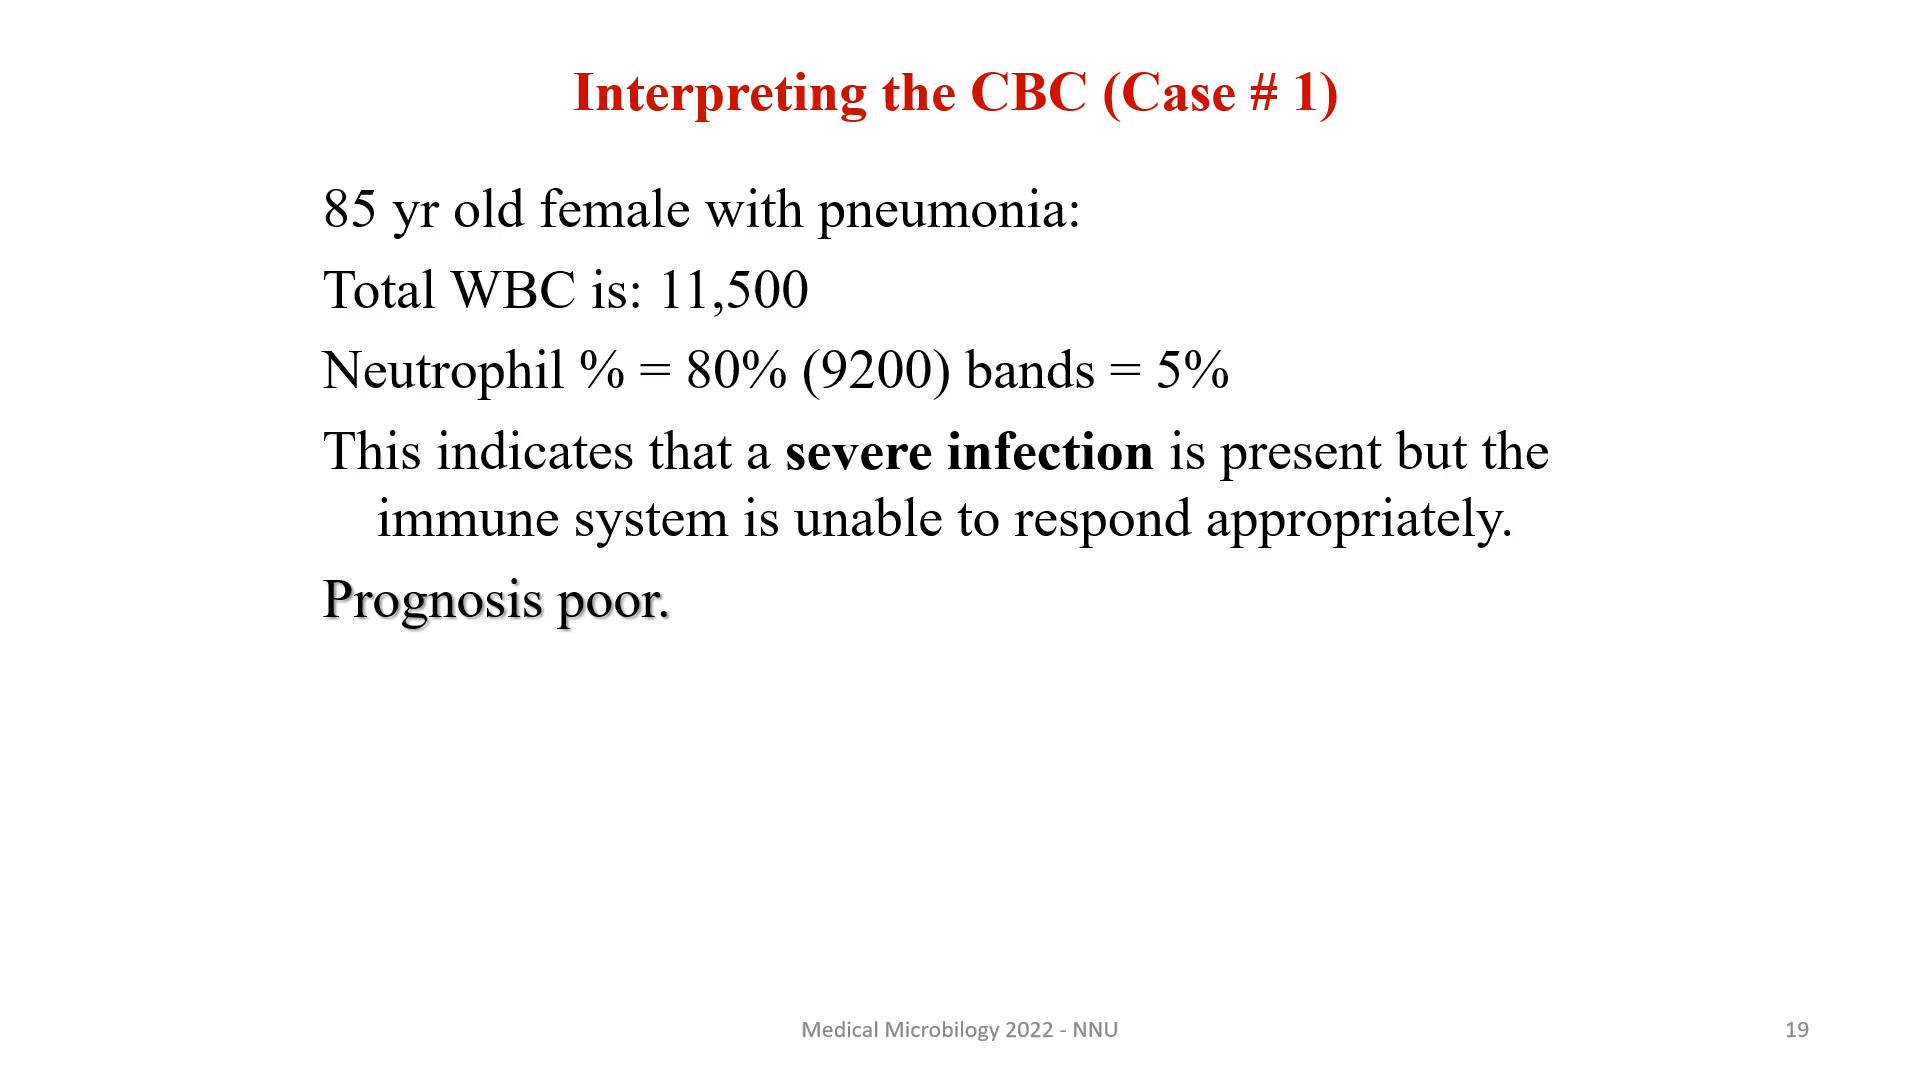 Interpreting the CBC (Case # 1)
85 yr old female with pneumonia:
Total WBC is: 11,500
Neutrophil % = 80% (9200) bands = 5%
This indicates that a severe infection is present but the
immune system is unable to respond appropriately.
Prognosis poor.
Medical Microbilogy 2022 - NNU
19